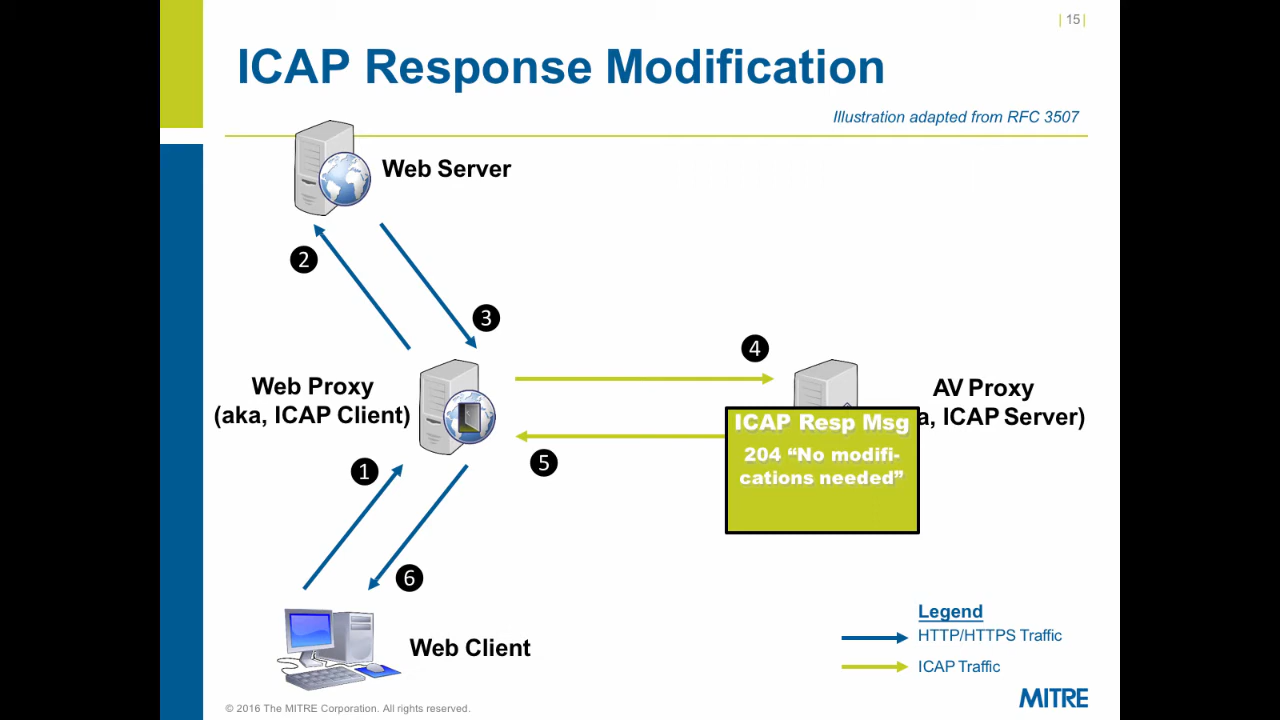 | 15 |
ICAP Response Modification
Illustration adapted from RFC 3507
Web Server
2
3
4
Web Proxy
(aka, ICAP Client)
AV Proxy
a, ICAP Server)
ICAP Resp Msg
204 “No modifi-
cations needed”
5
1
6
Web Client
Legend
HTTP/HTTPS Traffic
ICAP Traffic
MITRE
© 2016 The MITRE Corporation. All rights reserved.